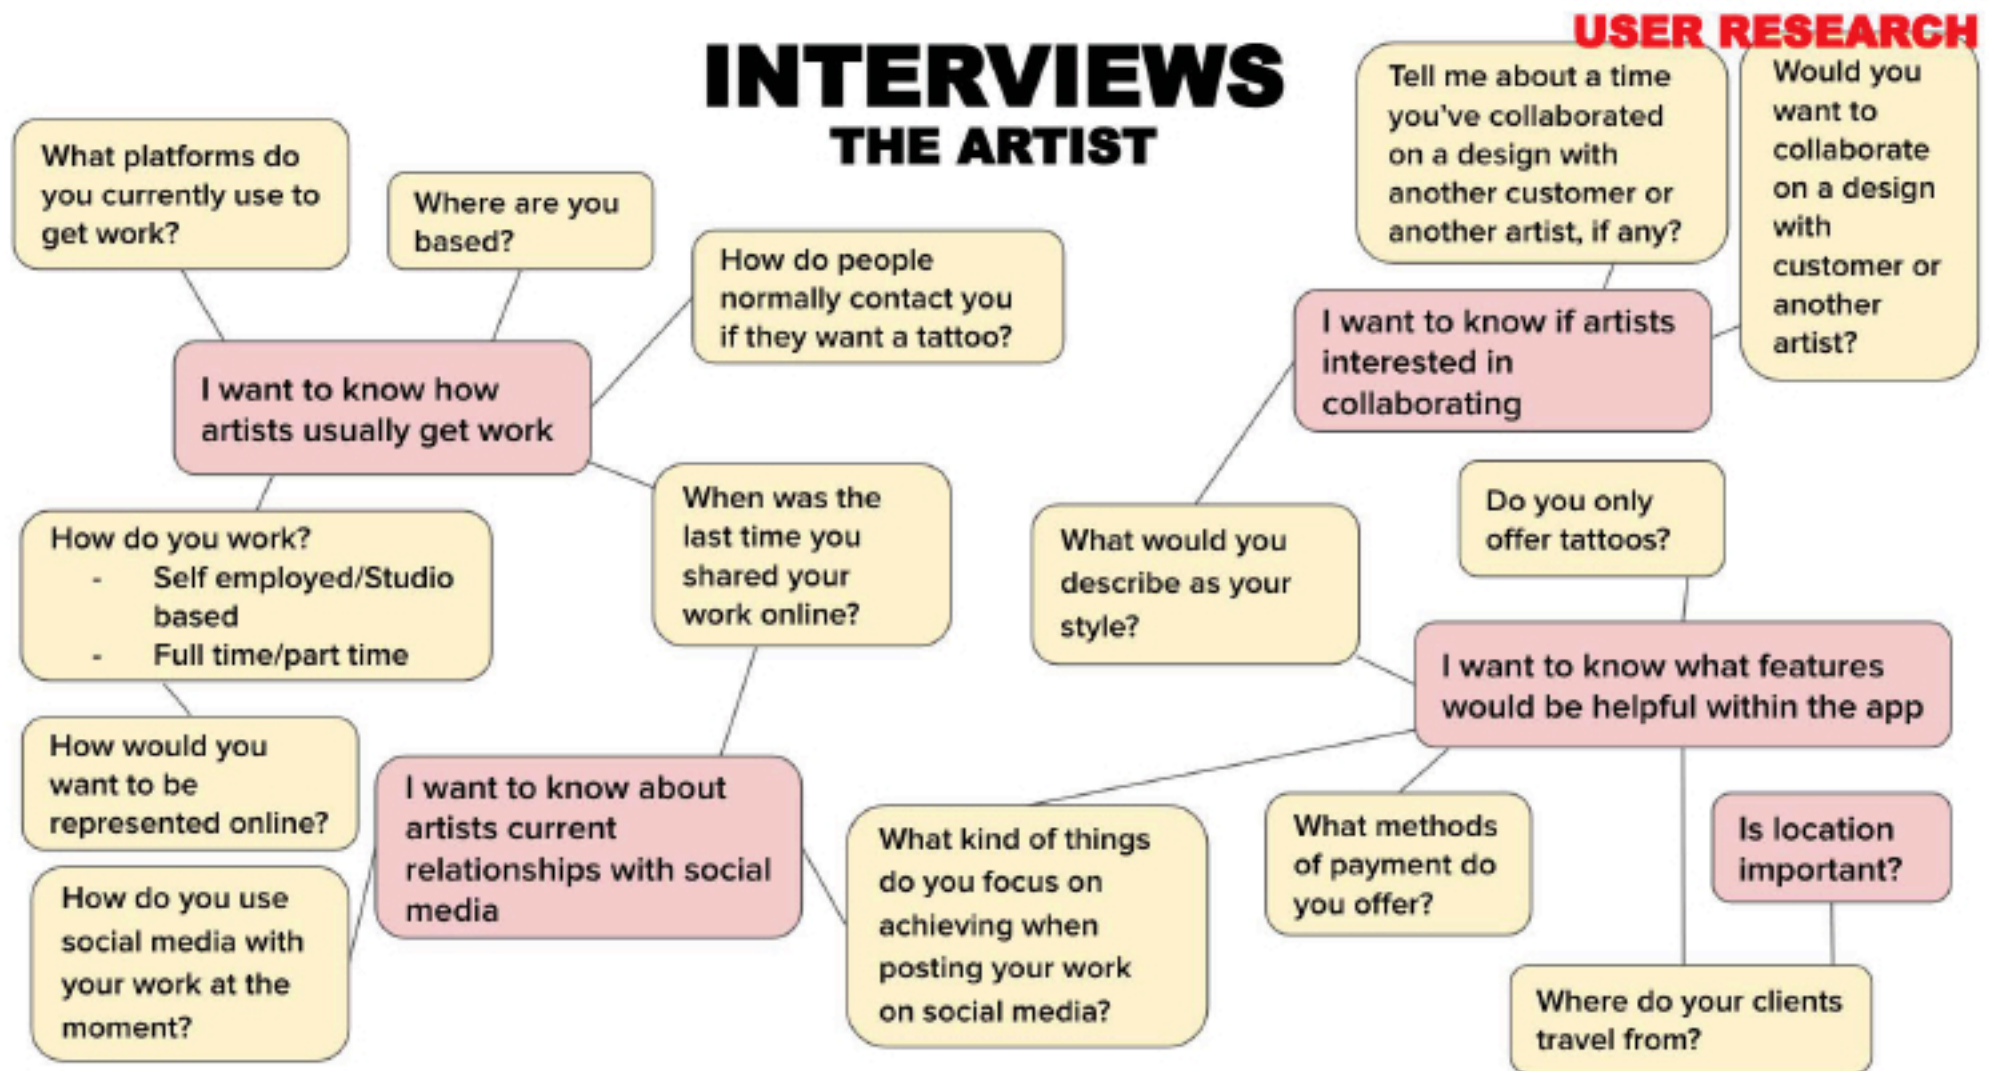 USER RESEARCH
INTERVIEWS
THE ARTIST
What platforms do
you currently use to
get work?
Where are you
based?
How do people
normally contact you
if they want a tattoo?
I want to know how
artists usually get work
How do you work?
- Self employed/Studio
based
- Full time/part time
When was the
last time you
shared your
work online?
How would you
want to be
represented online?
I want to know about
artists current
relationships with social
media
How do you use
social media with
your work at the
moment?
What kind of things
do you focus on
achieving when
posting your work
on social media?
Tell me about a time
you've collaborated
on a design with
another customer or
another artist, if any?
Would you
want to
collaborate
on a design
with
customer or
another
artist?
I want to know if artists
interested in
collaborating
What would you
describe as your
style?
Do you only
offer tattoos?
I want to know what features
would be helpful within the app
What methods
of payment do
you offer?
Is location
important?
Where do your clients
travel from?